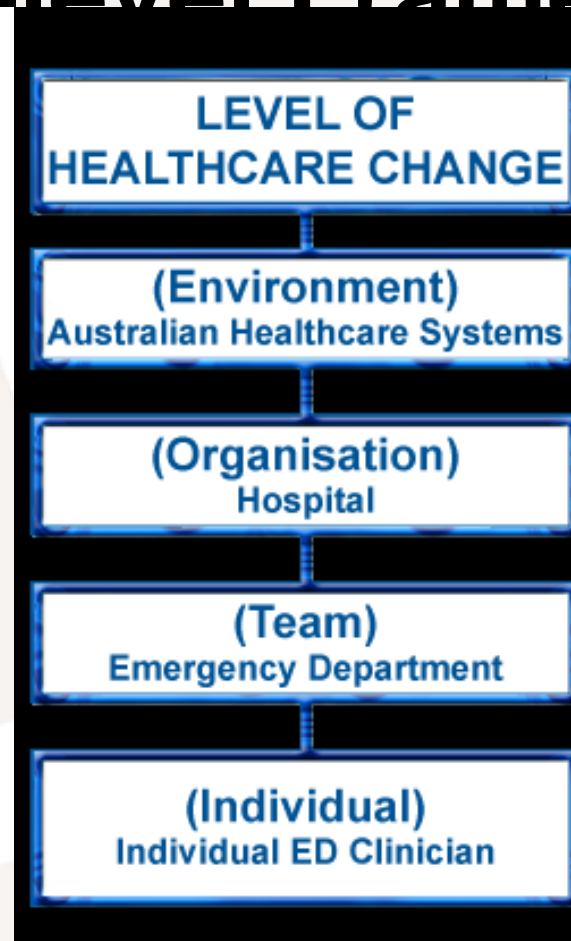 LEVEL OF
HEALTHCARE CHANGE
(Environment)
Australian Healthcare Systems
(Organisation)
Hospital
(Team)
Emergency Department
(Individual)
Individual ED Clinician